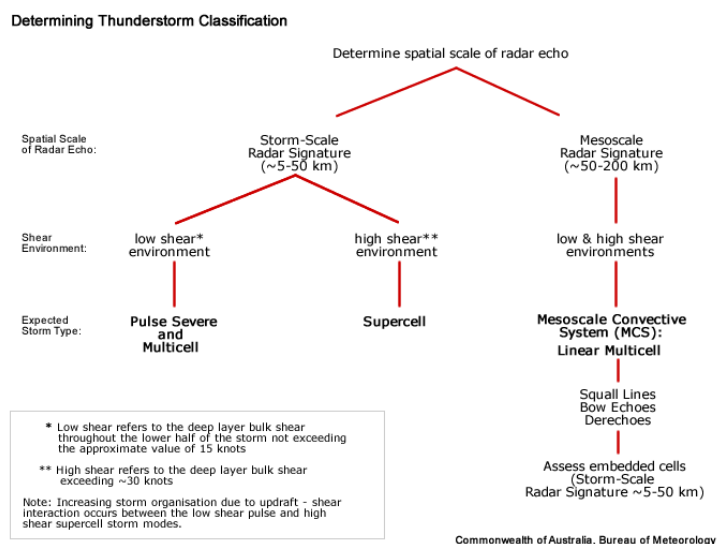 Determining Thunderstorm Classification
Determine spatial scale of radar echo
Spatial Scale
of Radar Echo:
Storm-Scale
Radar Signature
(~5-50 km)
Mesoscale
Radar Signature
(~50-200 km)
Shear
Environment:
low shear*
environment
high shear**
environment
low & high shear
environments
Expected
Storm Type:
Pulse Severe
and
Multicell
Supercell
Mesoscale Convective
System (MCS):
Linear Multicell
Squall Lines
Bow Echoes
Derechoes
Assess embedded cells
(Storm-Scale
Radar Signature ~5-50 km)
* Low shear refers to the deep layer bulk shear
throughout the lower half of the storm not exceeding
the approximate value of 15 knots
** High shear refers to the deep layer bulk shear
exceeding ~30 knots
Note: Increasing storm organisation due to updraft - shear
interaction occurs between the low shear pulse and high
shear supercell storm modes.
Commonwealth of Australia, Bureau of Meteorology